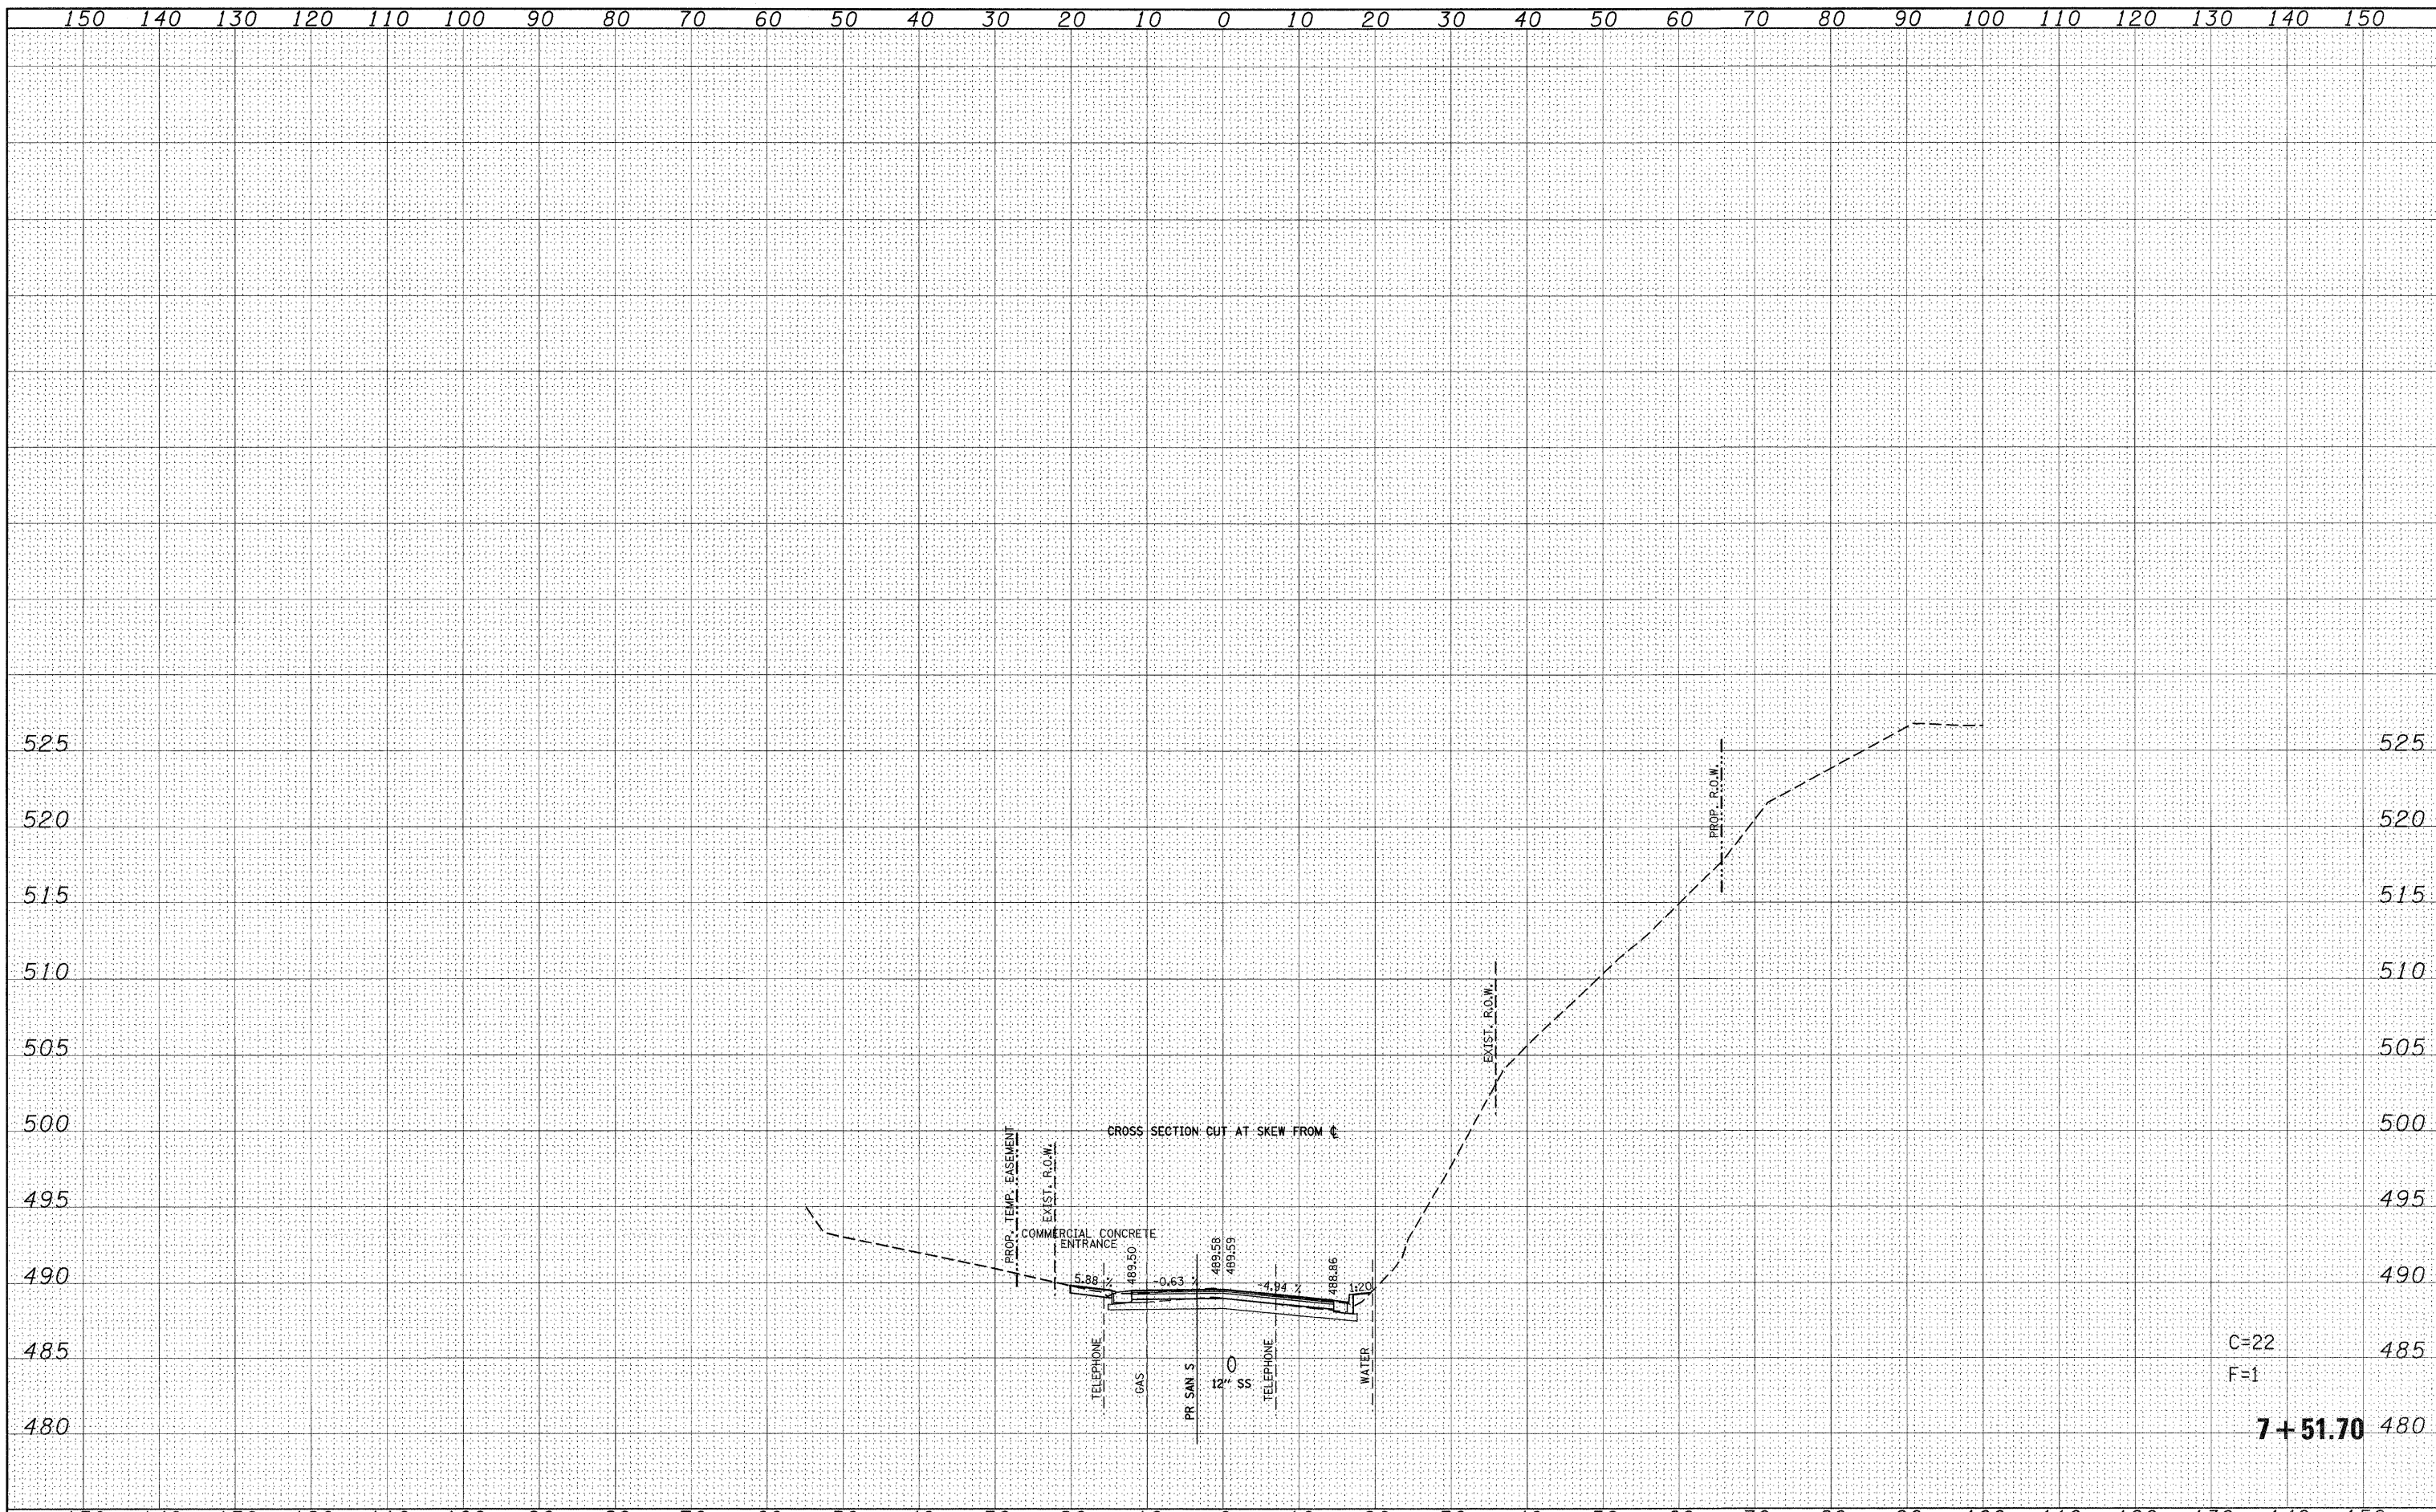 150 140 130 120 110 100 90 80 70 60 50 40 30 20 10 0 10 20 30 40 50 60 70 80 90 100 110 120 130 140 150
525 525
PROP. R.O.W.
520 520
515 515
510 510
EXIST. R.O.W.
505 505
500 500
CROSS SECTION CUT AT SKEW FROM ℄
PROP. TEMP. EASEMENT
EXIST. R.O.W.
495 495
COMMERCIAL CONCRETE
ENTRANCE
489.50
489.58
489.59
488.86
490 490
5.88 %
-0.63 %
-4.94 %
1:20
485 485
TELEPHONE
GAS
PR SAN S
12" SS
TELEPHONE
WATER
C=22
F=1
7+51.70
480 480